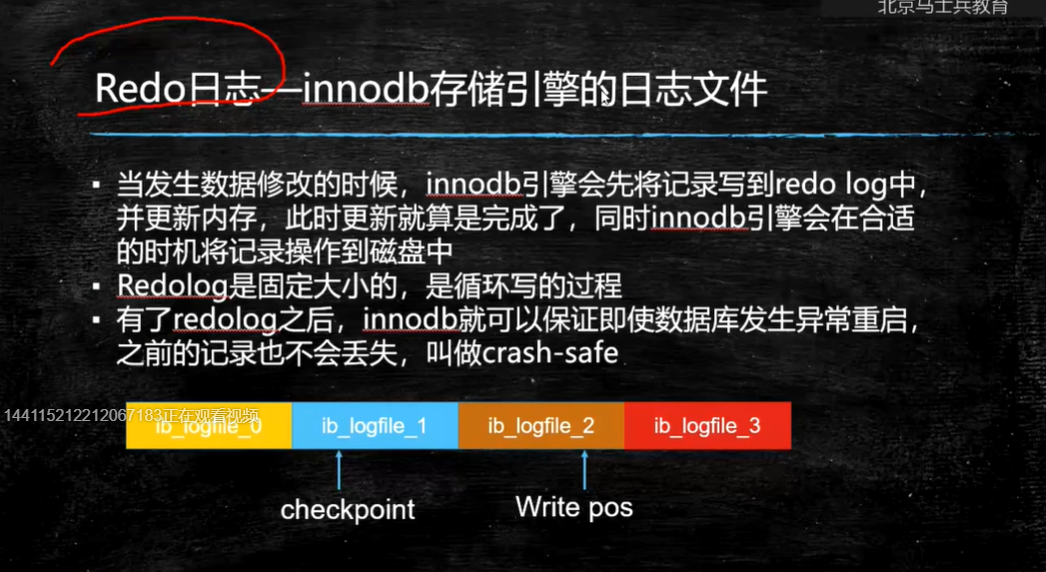 北京马士兵教育
Redo日志—innodb存储引擎的日志文件
▪ 当发生数据修改的时候，innodb引擎会先将记录写到redo log中，
并更新内存，此时更新就算是完成了，同时innodb引擎会在合适
的时机将记录操作到磁盘中
▪ Redolog是固定大小的，是循环写的过程
▪ 有了redolog之后，innodb就可以保证即使数据库发生异常重启，
之前的记录也不会丢失，叫做crash-safe
144115212212067183正在观看视频
ib_logfile_0 ib_logfile_1 ib_logfile_2 ib_logfile_3
checkpoint Write pos